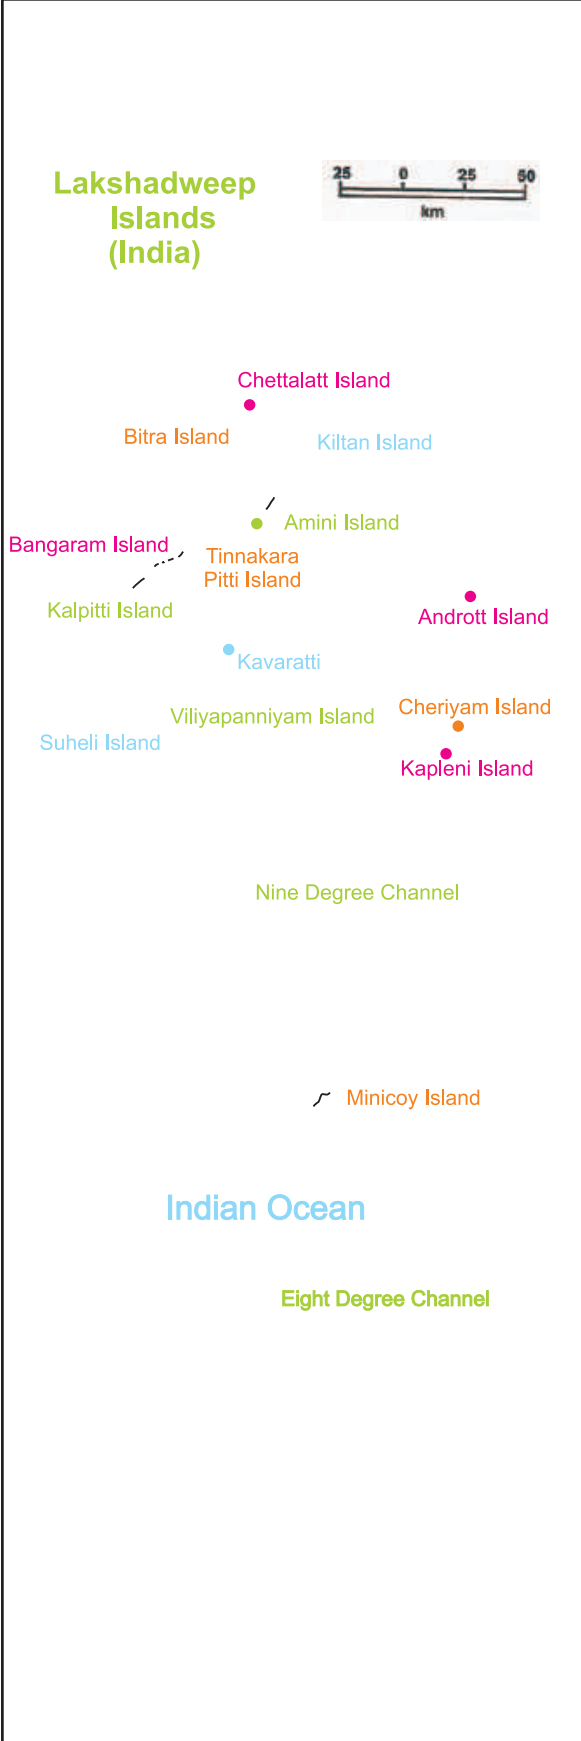 Lakshadweep
Islands
(India)
25 0 25 50
km
Chettalatt Island
Bitra Island
Kiltan Island
Amini Island
Bangaram Island
Tinnakara
Pitti Island
Kalpitti Island
Andrott Island
Kavaratti
Cheriyam Island
Viliyapanniyam Island
Suheli Island
Kapleni Island
Nine Degree Channel
Minicoy Island
Indian Ocean
Eight Degree Channel